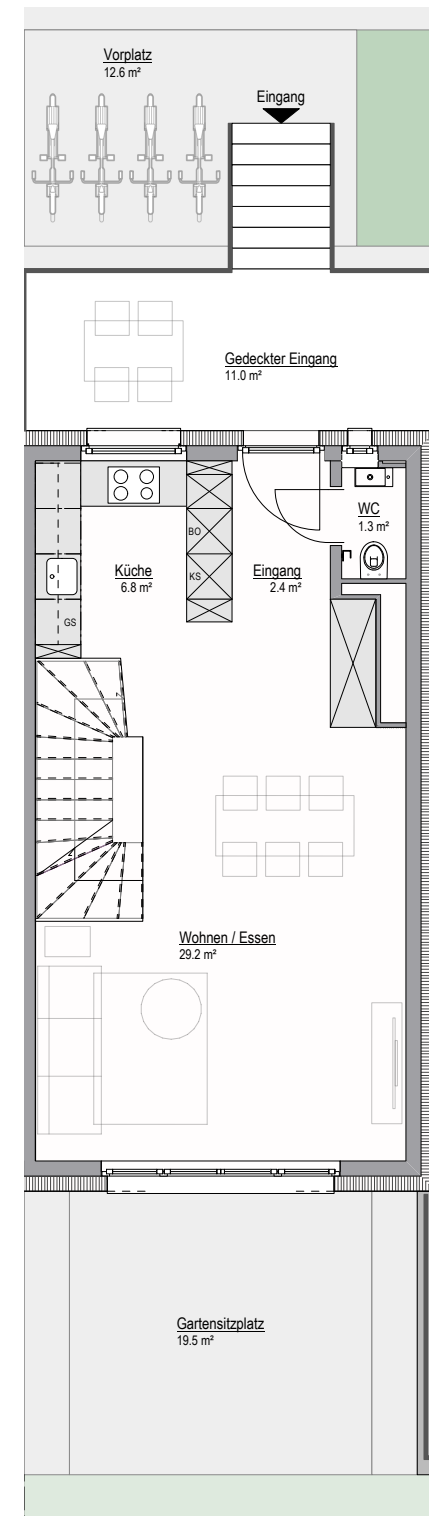 Vorplatz
12.6 m²
Eingang
Gedeckter Eingang
11.0 m²
WC
1.3 m²
BO
Küche
6.8 m²
KS
Eingang
2.4 m²
GS
Wohnen / Essen
29.2 m²
Gartensitzplatz
19.5 m²